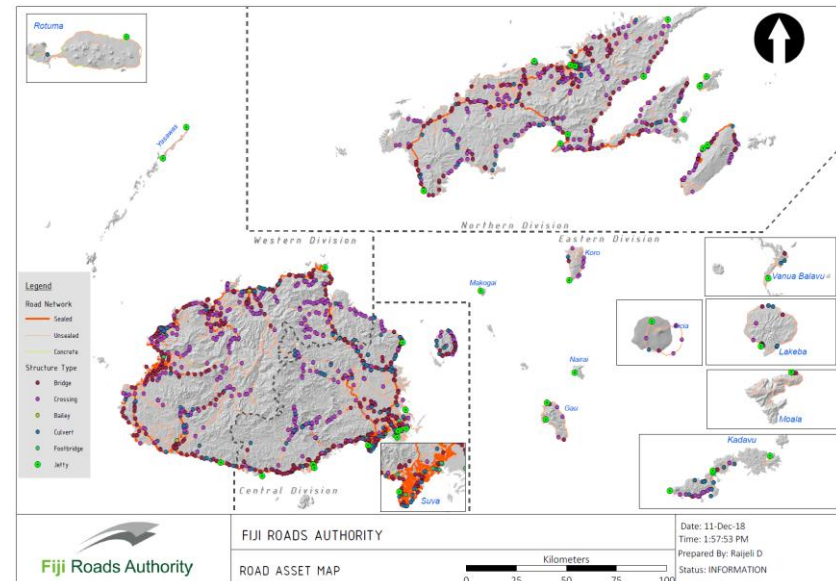 Rotuma
Yasawas
Northern Division
Western Division
Eastern Division
Koro
Makogai
Vanua Balavu
Lakeba
Nairai
Gau
Moala
Kadavu
Legend
Road Network
Sealed
Unsealed
Concrete
Structure Type
Bridge
Crossing
Bailey
Culvert
Footbridge
Jetty
Central Division
Suva
Fiji Roads Authority
FIJI ROADS AUTHORITY
ROAD ASSET MAP
Kilometers
0 25 50 75 100
Date: 11-Dec-18
Time: 1:57:53 PM
Prepared By: Raijeli D
Status: INFORMATION